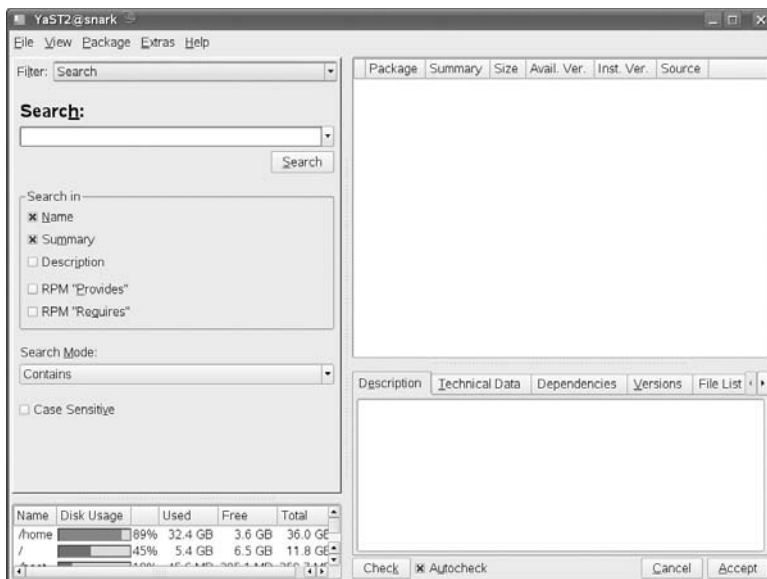 YaST2@snark
File View Package Extras Help
Filter: Search
Search:
Search
Search in
Name
Summary
Description
RPM "Provides"
RPM "Requires"
Search Mode:
Contains
Case Sensitive
Name Disk Usage Used Free Total
/home 89% 32.4 GB 3.6 GB 36.0 GB
/ 45% 5.4 GB 6.5 GB 11.8 GB
Package Summary Size Avail. Ver. Inst. Ver. Source
Description Technical Data Dependencies Versions File List
Check Autocheck Cancel Accept